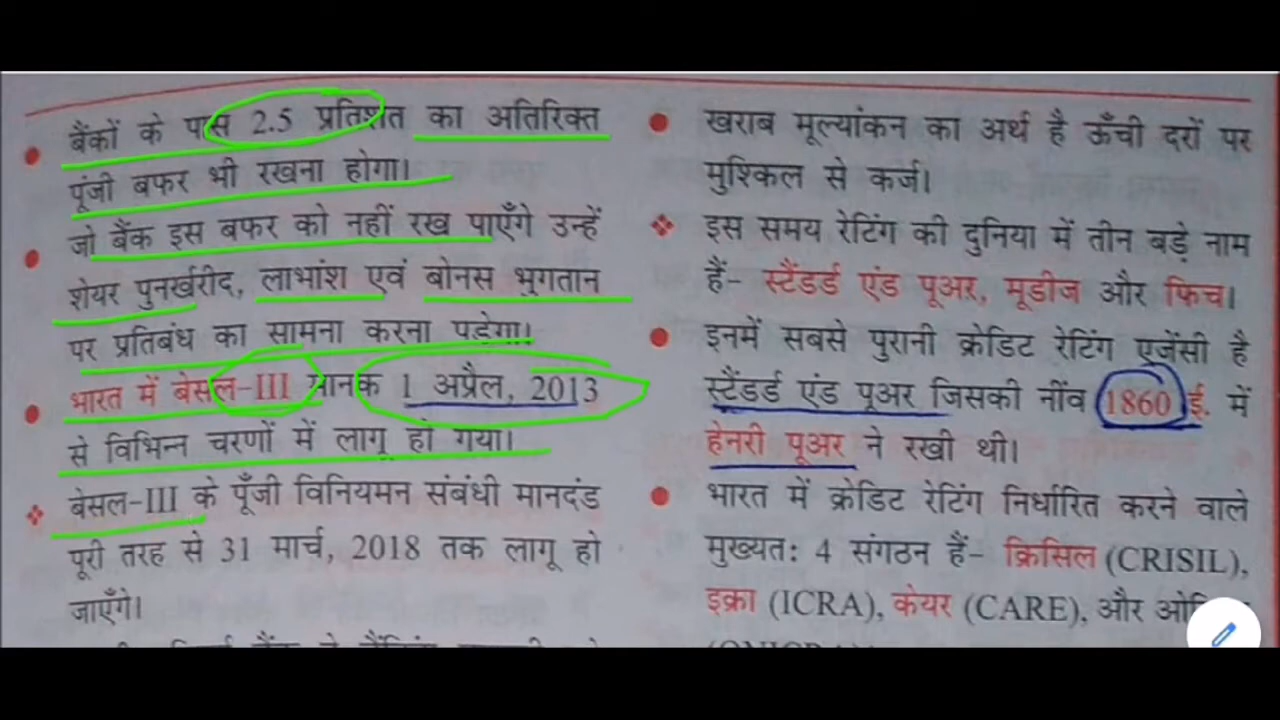 बैंकों के पास 2.5 प्रतिशत का अतिरिक्त
पूंजी बफर भी रखना होगा।
जो बैंक इस बफर को नहीं रख पाएँगे उन्हें
शेयर पुनर्खरीद, लाभांश एवं बोनस भुगतान
पर प्रतिबंध का सामना करना पड़ेगा।
भारत में बेसल-III मानक 1 अप्रैल, 2013
से विभिन्न चरणों में लागू हो गया।
बेसल-III के पूँजी विनियमन संबंधी मानदंड
पूरी तरह से 31 मार्च, 2018 तक लागू हो
जाएँगे।
खराब मूल्यांकन का अर्थ है ऊँची दरों पर
मुश्किल से कर्ज।
इस समय रेटिंग की दुनिया में तीन बड़े नाम
हैं- स्टैंडर्ड एंड पूअर, मूडीज और फिच।
इनमें सबसे पुरानी क्रेडिट रेटिंग एजेंसी है
स्टैंडर्ड एंड पूअर जिसकी नींव 1860 ई. में
हेनरी पूअर ने रखी थी।
भारत में क्रेडिट रेटिंग निर्धारित करने वाले
मुख्यतः 4 संगठन हैं- क्रिसिल (CRISIL),
इक्रा (ICRA), केयर (CARE), और